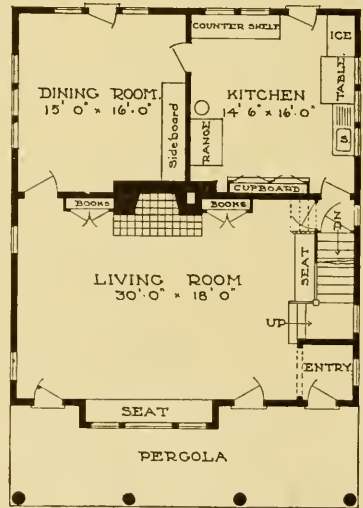 COUNTER SHELF
ICE
TABLE
DINING ROOM.
15'0" x 16'0"
KITCHEN
14'6" x 16'0"
Sideboard
RANGE
S
CUPBOARD
BOOKS
BOOKS
DN
SEAT
LIVING ROOM
30'0" x 18'0"
UP
ENTRY
SEAT
PERGOLA